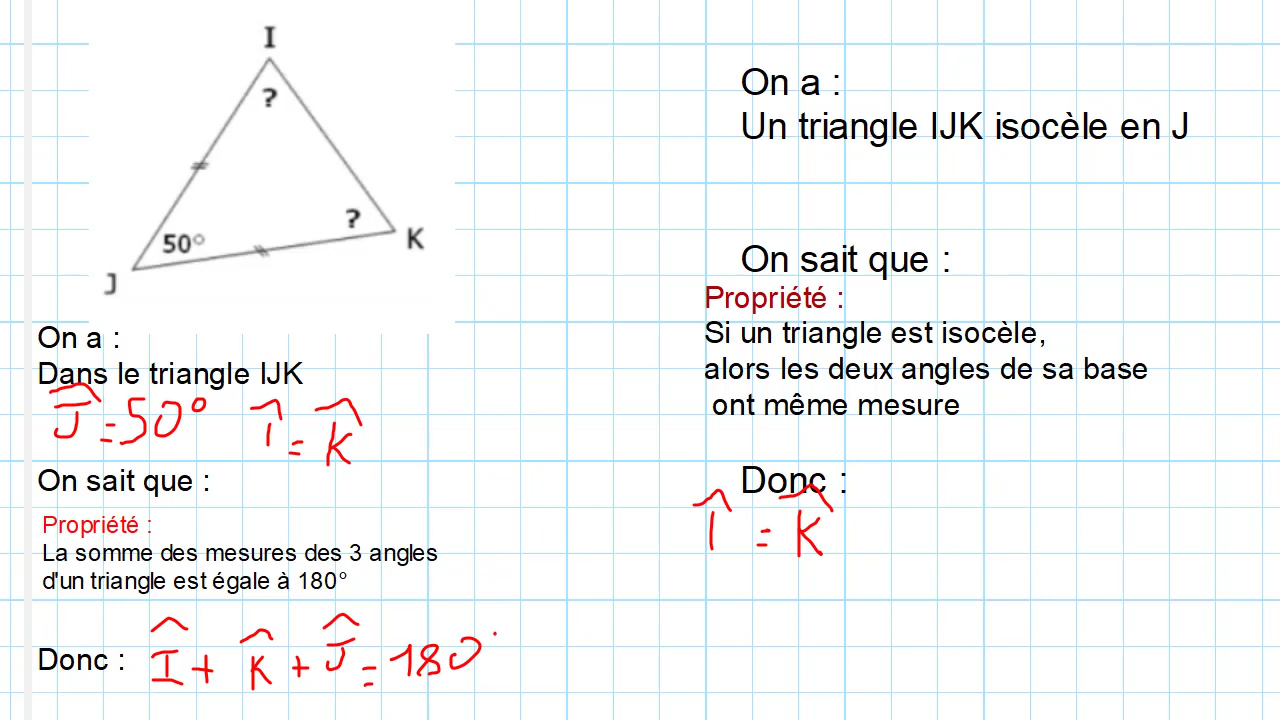 I
?
?
50°
K
J
On a :
Dans le triangle IJK
Ĵ = 50° Î = K̂
On sait que :
Propriété :
La somme des mesures des 3 angles
d'un triangle est égale à 180°
Donc : Î + K̂ + Ĵ = 180°
On a :
Un triangle IJK isocèle en J
On sait que :
Propriété :
Si un triangle est isocèle,
alors les deux angles de sa base
ont même mesure
Donc :
Î = K̂